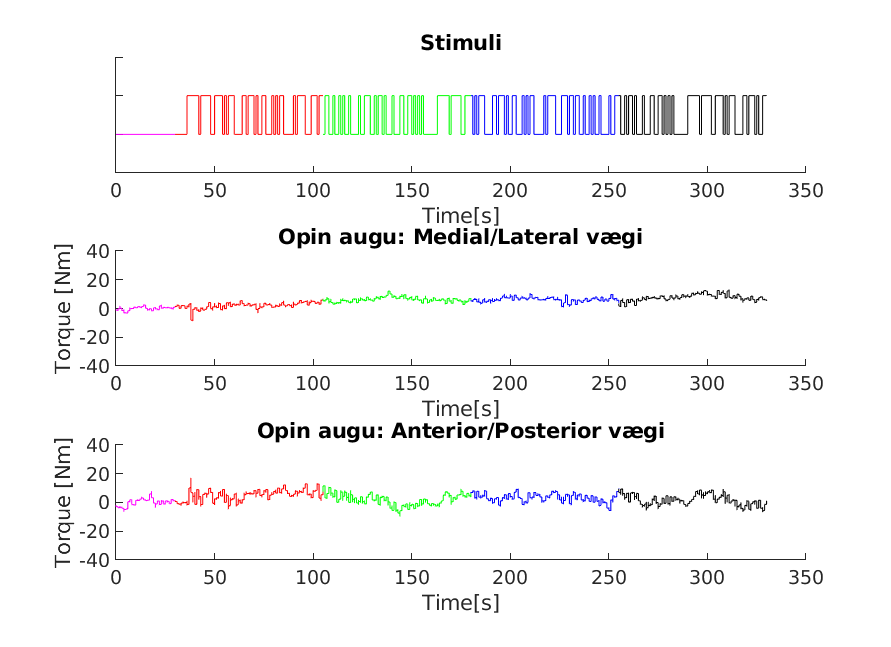 Stimuli
0 50 100 150 200 250 300 350
Time[s]
Opin augu: Medial/Lateral vægi
Torque [Nm]
40
20
0
-20
-40
0 50 100 150 200 250 300 350
Time[s]
Opin augu: Anterior/Posterior vægi
Torque [Nm]
40
20
0
-20
-40
0 50 100 150 200 250 300 350
Time[s]